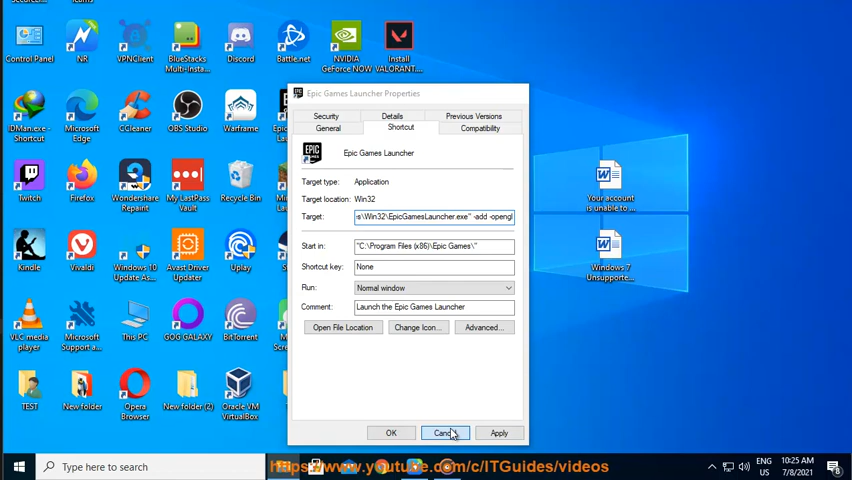 Control Panel
NR
VPNClient
BlueStacks
Multi-Insta...
Discord
Battle.net
NVIDIA
GeForce NOW
Install
VALORANT....
Epic Games Launcher Properties
Security
Details
Previous Versions
General
Shortcut
Compatibility
EPIC
GAMES
Epic Games Launcher
Target type:
Application
Target location:
Win32
Target:
s\Win32\EpicGamesLauncher.exe" -add -opengl
Start in:
"C:\Program Files (x86)\Epic Games\"
Shortcut key:
None
Run:
Normal window
Comment:
Launch the Epic Games Launcher
Open File Location
Change Icon...
Advanced...
OK
Cancel
Apply
IDMan.exe -
Shortcut
Microsoft
Edge
CCleaner
OBS Studio
Warframe
Twitch
Firefox
Wondershare
Repairit
My LastPass
Vault
Recycle Bin
Kindle
Vivaldi
Windows 10
Update As...
Avast Driver
Updater
Uplay
VLC media
player
Microsoft
Support a...
This PC
GOG GALAXY
BitTorrent
TEST
New folder
Opera
Browser
New folder (2)
Oracle VM
VirtualBox
Your account
is unable to ...
Windows 7
Unsupporte...
Type here to search
https://www.youtube.com/c/ITGuides/videos
ENG
US
10:25 AM
7/8/2021
8